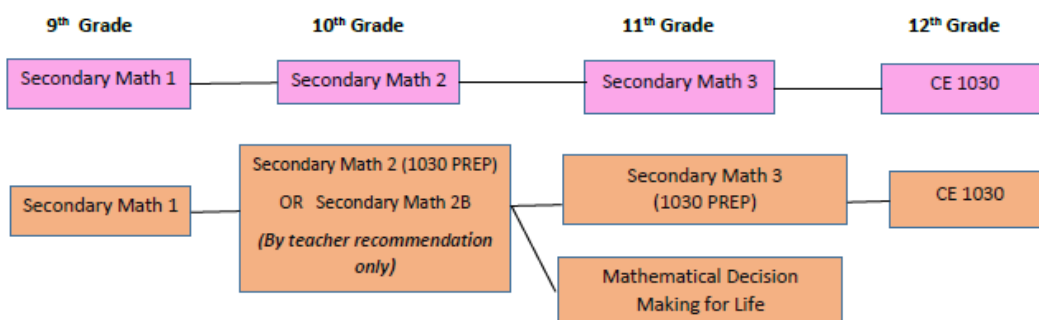 9th Grade 10th Grade 11th Grade 12th Grade
Secondary Math 1 Secondary Math 2 Secondary Math 3 CE 1030
Secondary Math 1
Secondary Math 2 (1030 PREP)
OR Secondary Math 2B
(By teacher recommendation
only)
Secondary Math 3
(1030 PREP)
CE 1030
Mathematical Decision
Making for Life